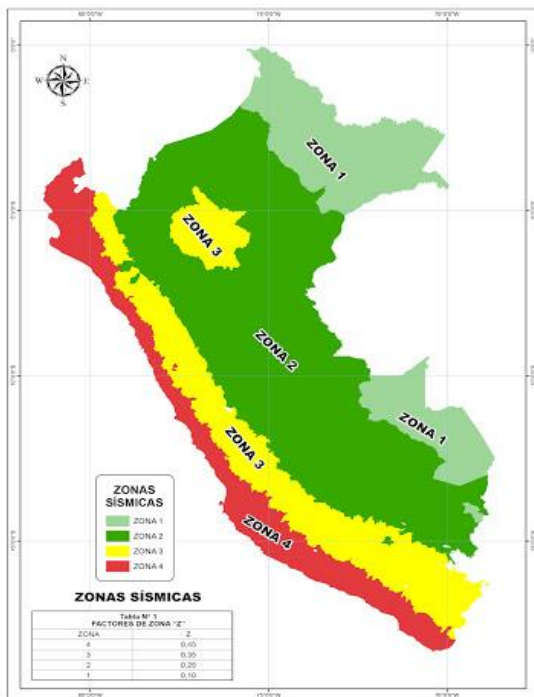 N
W E
S
ZONA 1
ZONA 3
ZONA 2
ZONA 1
ZONA 3
ZONA 4
ZONAS
SÍSMICAS
ZONA 1
ZONA 2
ZONA 3
ZONA 4
ZONAS SÍSMICAS
Tabla N° 1
FACTORES DE ZONA "Z"
ZONA Z
4 0,45
3 0,35
2 0,25
1 0,10